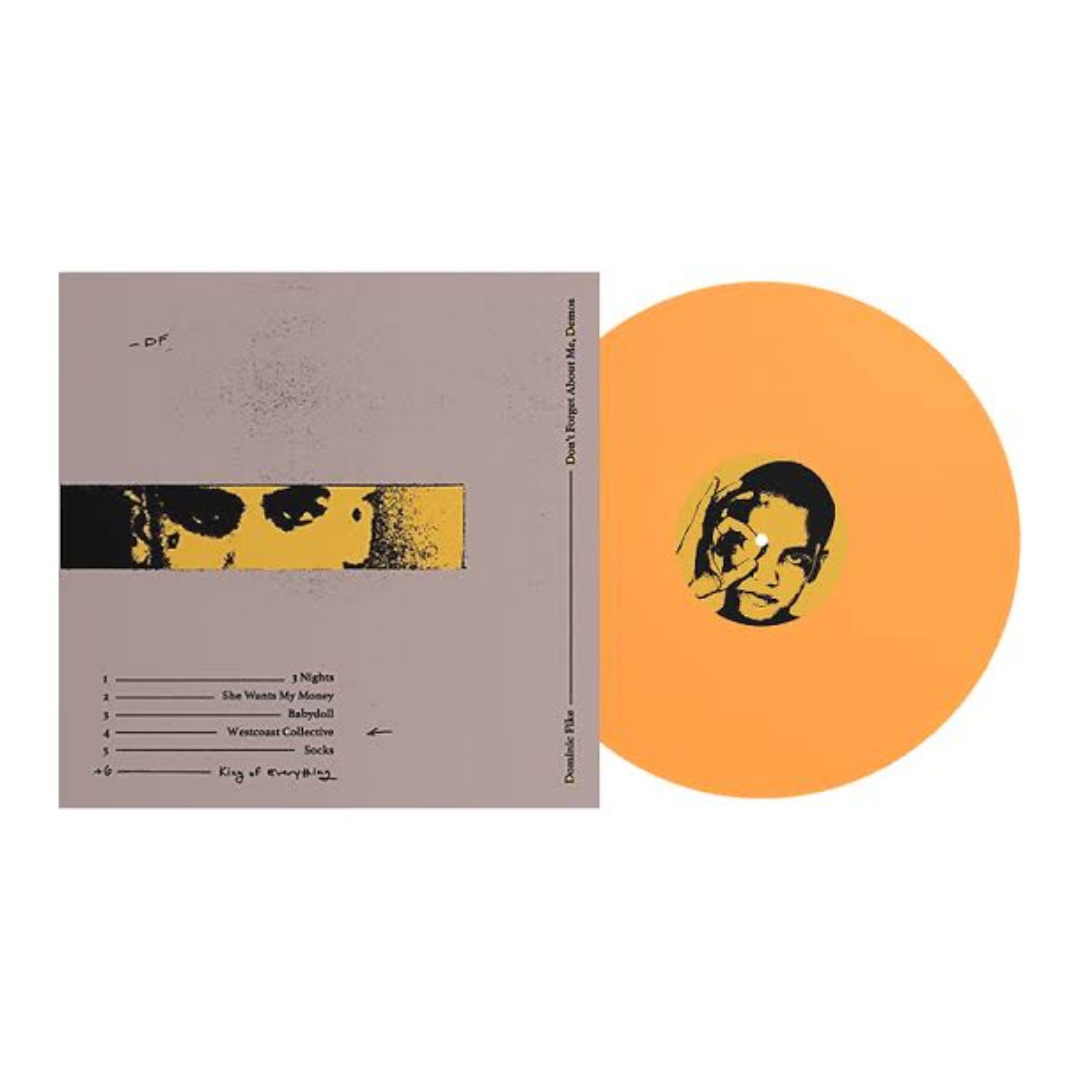 – DF
Dominic Fike ——— Don't Forget About Me, Demos
1 ——— 3 Nights
2 ——— She Wants My Money
3 ——— Babydoll
4 ——— Westcoast Collective ←
5 ——— Socks
+6 ——— King of Everything